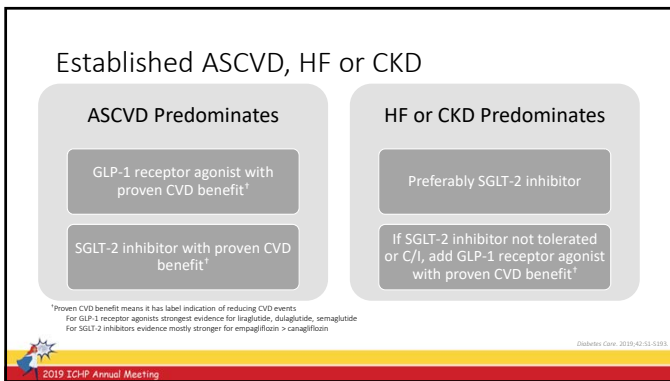 Established ASCVD, HF or CKD
ASCVD Predominates
GLP-1 receptor agonist with
proven CVD benefit†
SGLT-2 inhibitor with proven CVD
benefit†
HF or CKD Predominates
Preferably SGLT-2 inhibitor
If SGLT-2 inhibitor not tolerated
or C/I, add GLP-1 receptor agonist
with proven CVD benefit†
†Proven CVD benefit means it has label indication of reducing CVD events
For GLP-1 receptor agonists strongest evidence for liraglutide, dulaglutide, semaglutide
For SGLT-2 inhibitors evidence mostly stronger for empagliflozin > canagliflozin
Diabetes Care. 2019;42:S1-S193.
2019 ICHP Annual Meeting